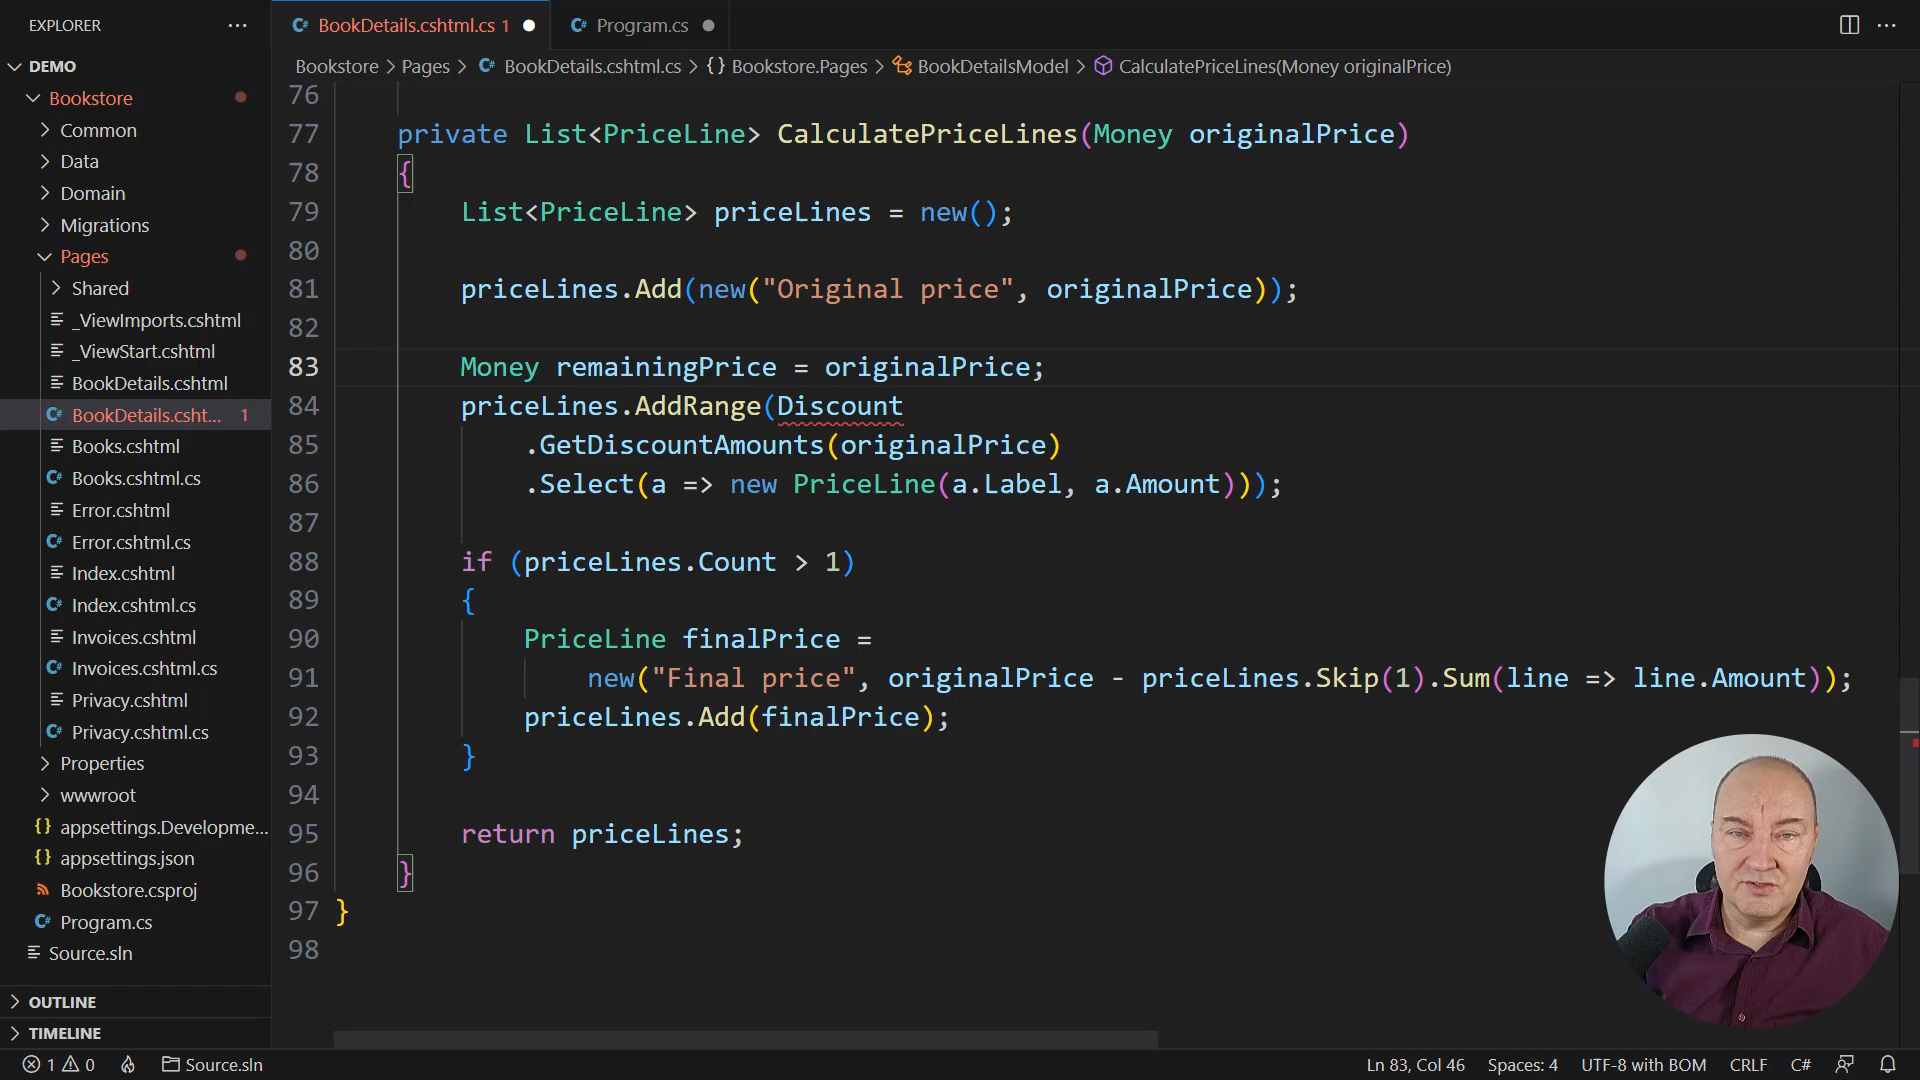 EXPLORER
DEMO
Bookstore
Common
Data
Domain
Migrations
Pages
Shared
_ViewImports.cshtml
_ViewStart.cshtml
BookDetails.cshtml
BookDetails.csht... 1
Books.cshtml
Books.cshtml.cs
Error.cshtml
Error.cshtml.cs
Index.cshtml
Index.cshtml.cs
Invoices.cshtml
Invoices.cshtml.cs
Privacy.cshtml
Privacy.cshtml.cs
Properties
wwwroot
appsettings.Developme...
appsettings.json
Bookstore.csproj
Program.cs
Source.sln
OUTLINE
TIMELINE
BookDetails.cshtml.cs 1
Program.cs
Bookstore > Pages > BookDetails.cshtml.cs > {} Bookstore.Pages > BookDetailsModel > CalculatePriceLines(Money originalPrice)
76
77 private List<PriceLine> CalculatePriceLines(Money originalPrice)
78 {
79 List<PriceLine> priceLines = new();
80
81 priceLines.Add(new("Original price", originalPrice));
82
83 Money remainingPrice = originalPrice;
84 priceLines.AddRange(Discount
85 .GetDiscountAmounts(originalPrice)
86 .Select(a => new PriceLine(a.Label, a.Amount)));
87
88 if (priceLines.Count > 1)
89 {
90 PriceLine finalPrice =
91 new("Final price", originalPrice - priceLines.Skip(1).Sum(line => line.Amount));
92 priceLines.Add(finalPrice);
93 }
94
95 return priceLines;
96 }
97 }
98
1 0 Source.sln Ln 83, Col 46 Spaces: 4 UTF-8 with BOM CRLF C#